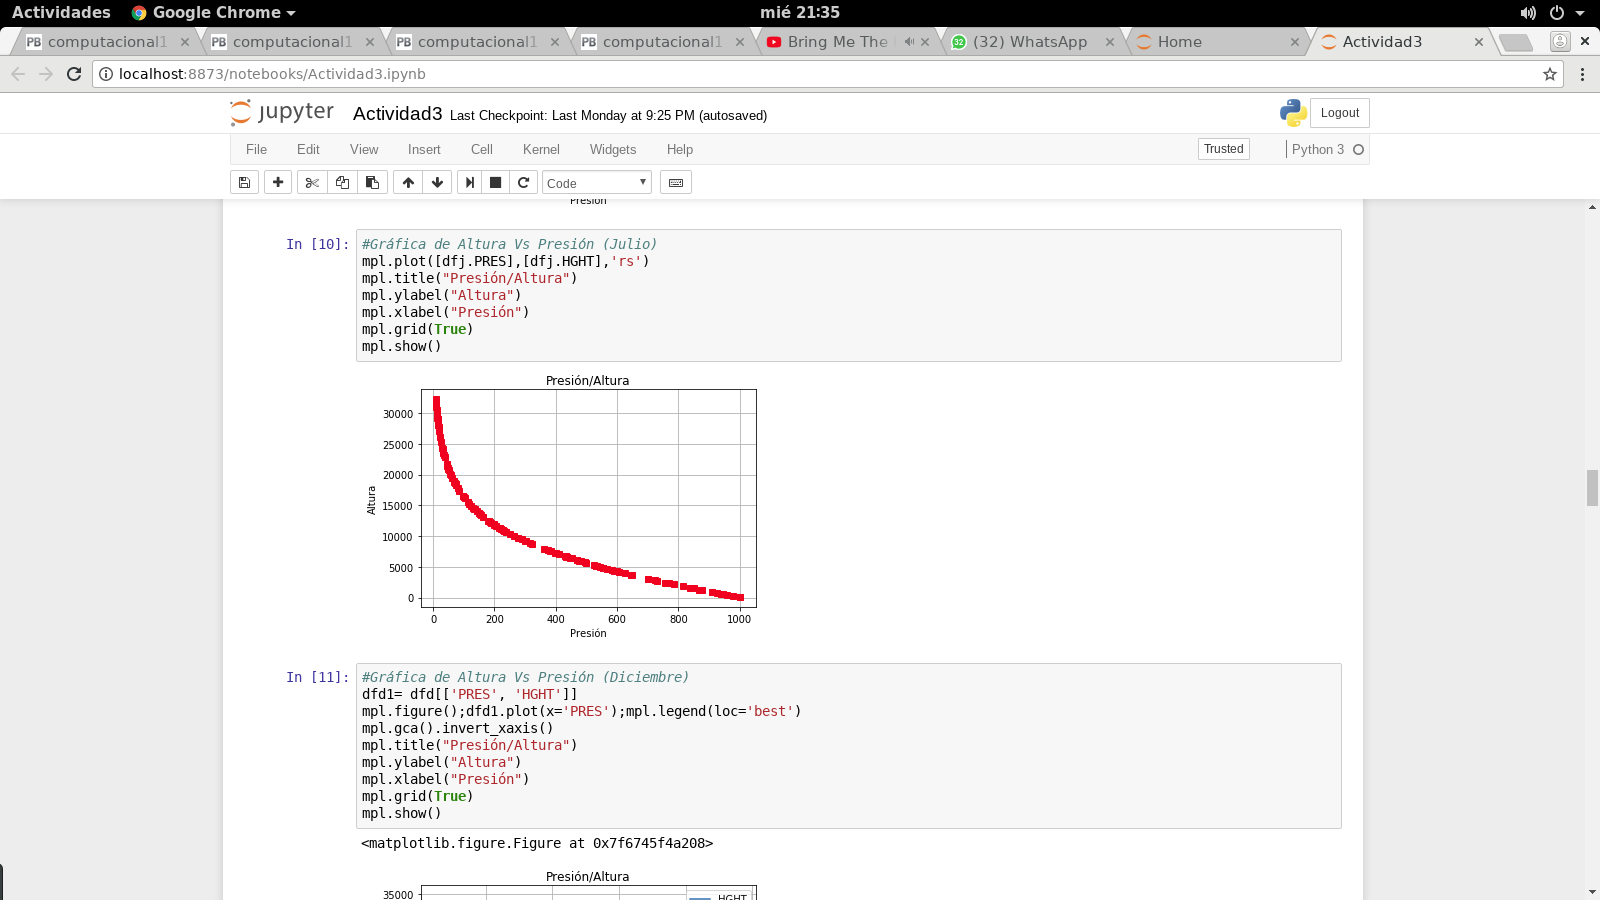 Actividades Google Chrome mié 21:35
PB computacional1 PB computacional1 PB computacional1 PB computacional1 Bring Me The 32 (32) WhatsApp Home Actividad3
localhost:8873/notebooks/Actividad3.ipynb
jupyter Actividad3 Last Checkpoint: Last Monday at 9:25 PM (autosaved) Logout
File Edit View Insert Cell Kernel Widgets Help Trusted Python 3
Code
Presión
In [10]: #Gráfica de Altura Vs Presión (Julio)
mpl.plot([dfj.PRES],[dfj.HGHT],'rs')
mpl.title("Presión/Altura")
mpl.ylabel("Altura")
mpl.xlabel("Presión")
mpl.grid(True)
mpl.show()
Presión/Altura
30000
25000
20000
15000
10000
5000
0
Altura
0 200 400 600 800 1000
Presión
In [11]: #Gráfica de Altura Vs Presión (Diciembre)
dfd1= dfd[['PRES', 'HGHT']]
mpl.figure();dfd1.plot(x='PRES');mpl.legend(loc='best')
mpl.gca().invert_xaxis()
mpl.title("Presión/Altura")
mpl.ylabel("Altura")
mpl.xlabel("Presión")
mpl.grid(True)
mpl.show()
<matplotlib.figure.Figure at 0x7f6745f4a208>
Presión/Altura
35000 HGHT